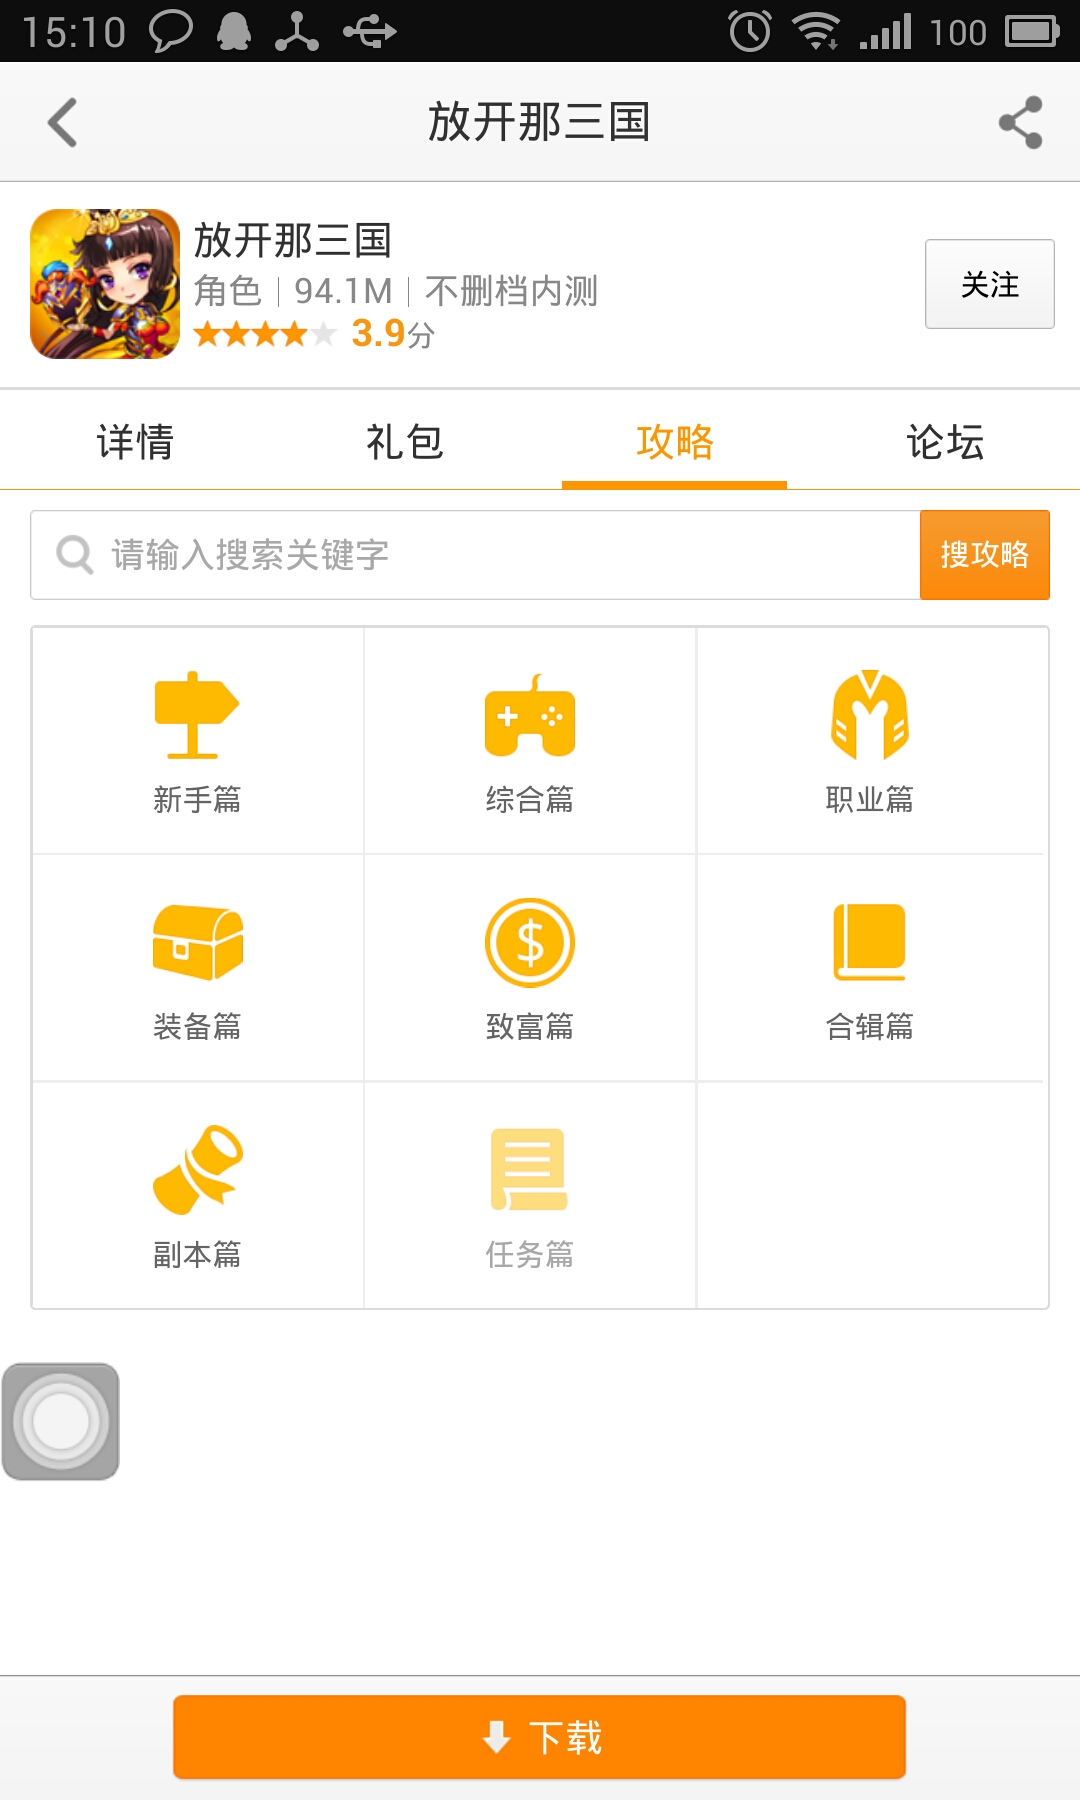 15:10
100
放开那三国
放开那三国
角色|94.1M|不删档内测
3.9分
关注
详情
礼包
攻略
论坛
请输入搜索关键字
搜攻略
新手篇
综合篇
职业篇
装备篇
致富篇
合辑篇
副本篇
任务篇
下载